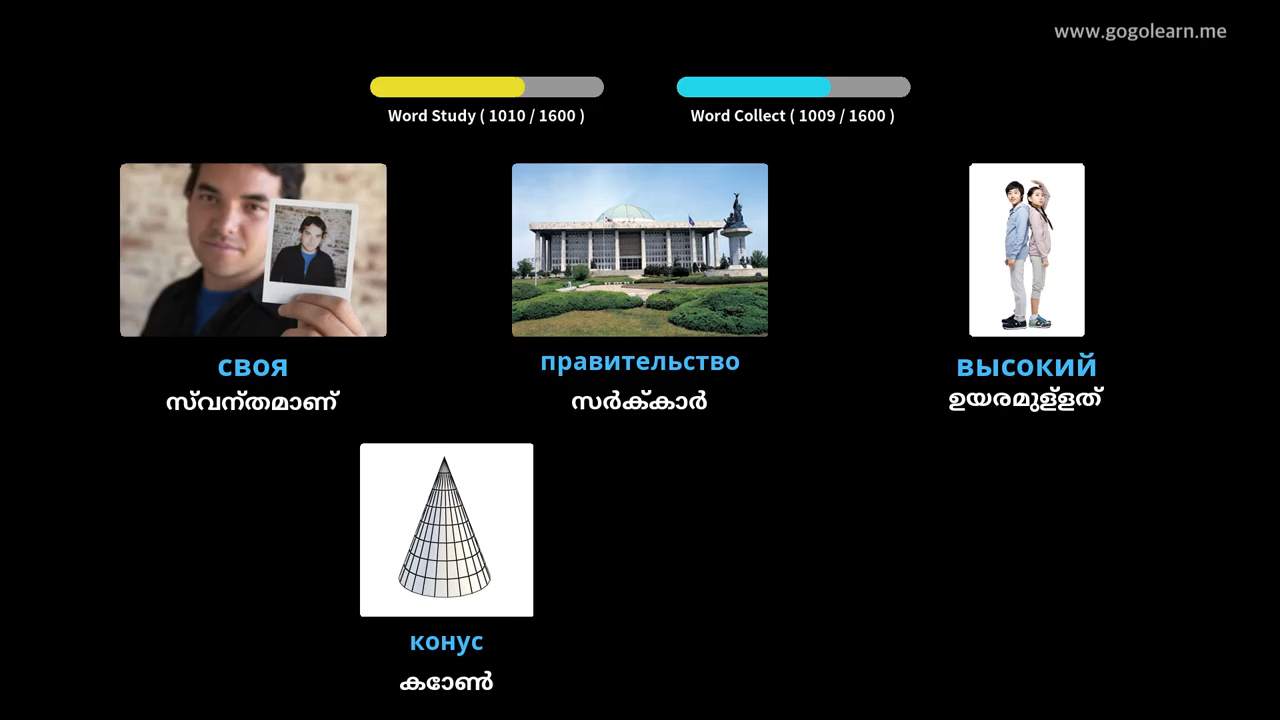 www.gogolearn.me
Word Study ( 1010 / 1600 )
Word Collect ( 1009 / 1600 )
своя
правительство
высокий
സ്വന്തമാണ്
സർക്കാർ
ഉയരമുള്ളത്
конус
കോൺ